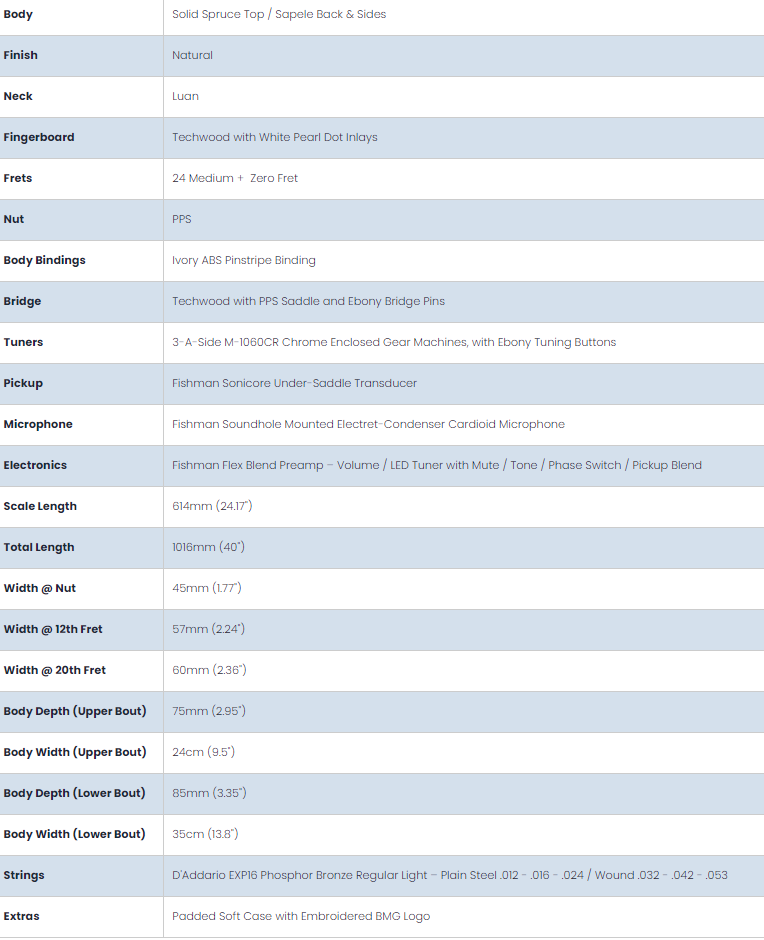 Body Solid Spruce Top / Sapele Back & Sides
Finish Natural
Neck Luan
Fingerboard Techwood with White Pearl Dot Inlays
Frets 24 Medium + Zero Fret
Nut PPS
Body Bindings Ivory ABS Pinstripe Binding
Bridge Techwood with PPS Saddle and Ebony Bridge Pins
Tuners 3-A-Side M-1060CR Chrome Enclosed Gear Machines, with Ebony Tuning Buttons
Pickup Fishman Sonicore Under-Saddle Transducer
Microphone Fishman Soundhole Mounted Electret-Condenser Cardioid Microphone
Electronics Fishman Flex Blend Preamp – Volume / LED Tuner with Mute / Tone / Phase Switch / Pickup Blend
Scale Length 614mm (24.17")
Total Length 1016mm (40")
Width @ Nut 45mm (1.77")
Width @ 12th Fret 57mm (2.24")
Width @ 20th Fret 60mm (2.36")
Body Depth (Upper Bout) 75mm (2.95")
Body Width (Upper Bout) 24cm (9.5")
Body Depth (Lower Bout) 85mm (3.35")
Body Width (Lower Bout) 35cm (13.8")
Strings D'Addario EXP16 Phosphor Bronze Regular Light – Plain Steel .012 - .016 - .024 / Wound .032 - .042 - .053
Extras Padded Soft Case with Embroidered BMG Logo